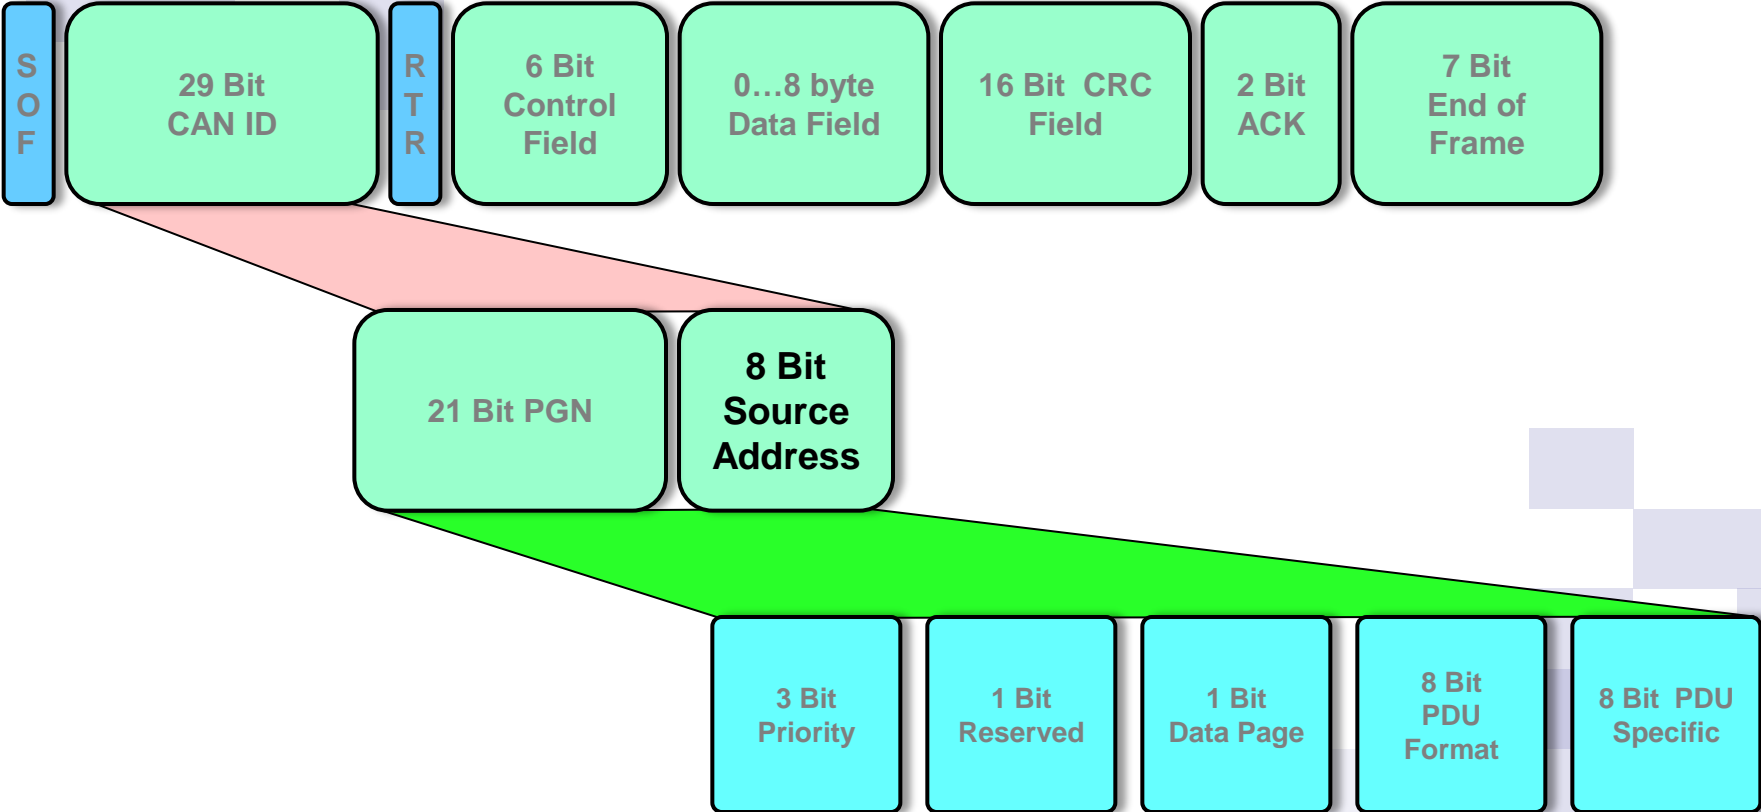 S
O
F
29 Bit
CAN ID
R
T
R
6 Bit
Control
Field
0…8 byte
Data Field
16 Bit  CRC
Field
2 Bit
ACK
7 Bit
End of
Frame
21 Bit PGN
8 Bit
Source
Address
3 Bit
Priority
1 Bit
Reserved
1 Bit
Data Page
8 Bit
PDU
Format
8 Bit  PDU
Specific